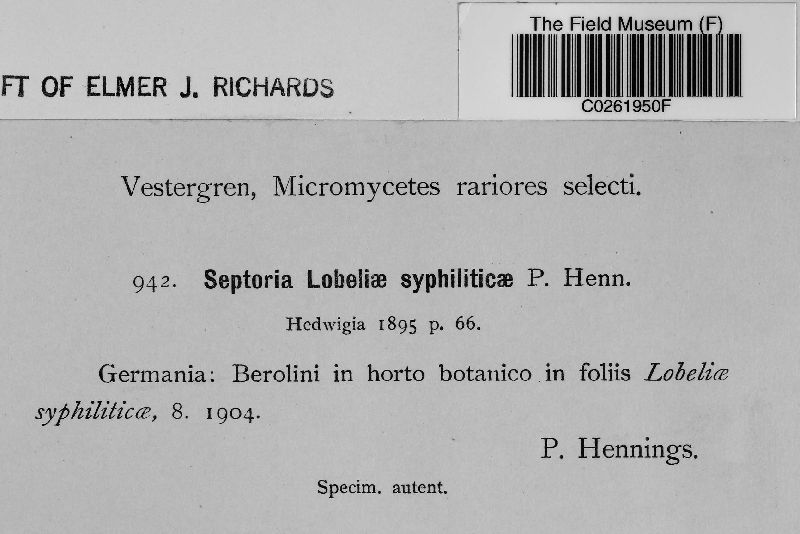 The Field Museum (F)
C0261950F
FT OF ELMER J. RICHARDS
Vestergren, Micromycetes rariores selecti.
942. Septoria Lobeliæ syphiliticæ P. Henn.
Hedwigia 1895 p. 66.
Germania: Berolini in horto botanico in foliis Lobeliæ
syphiliticæ, 8. 1904.
P. Hennings.
Specim. autent.